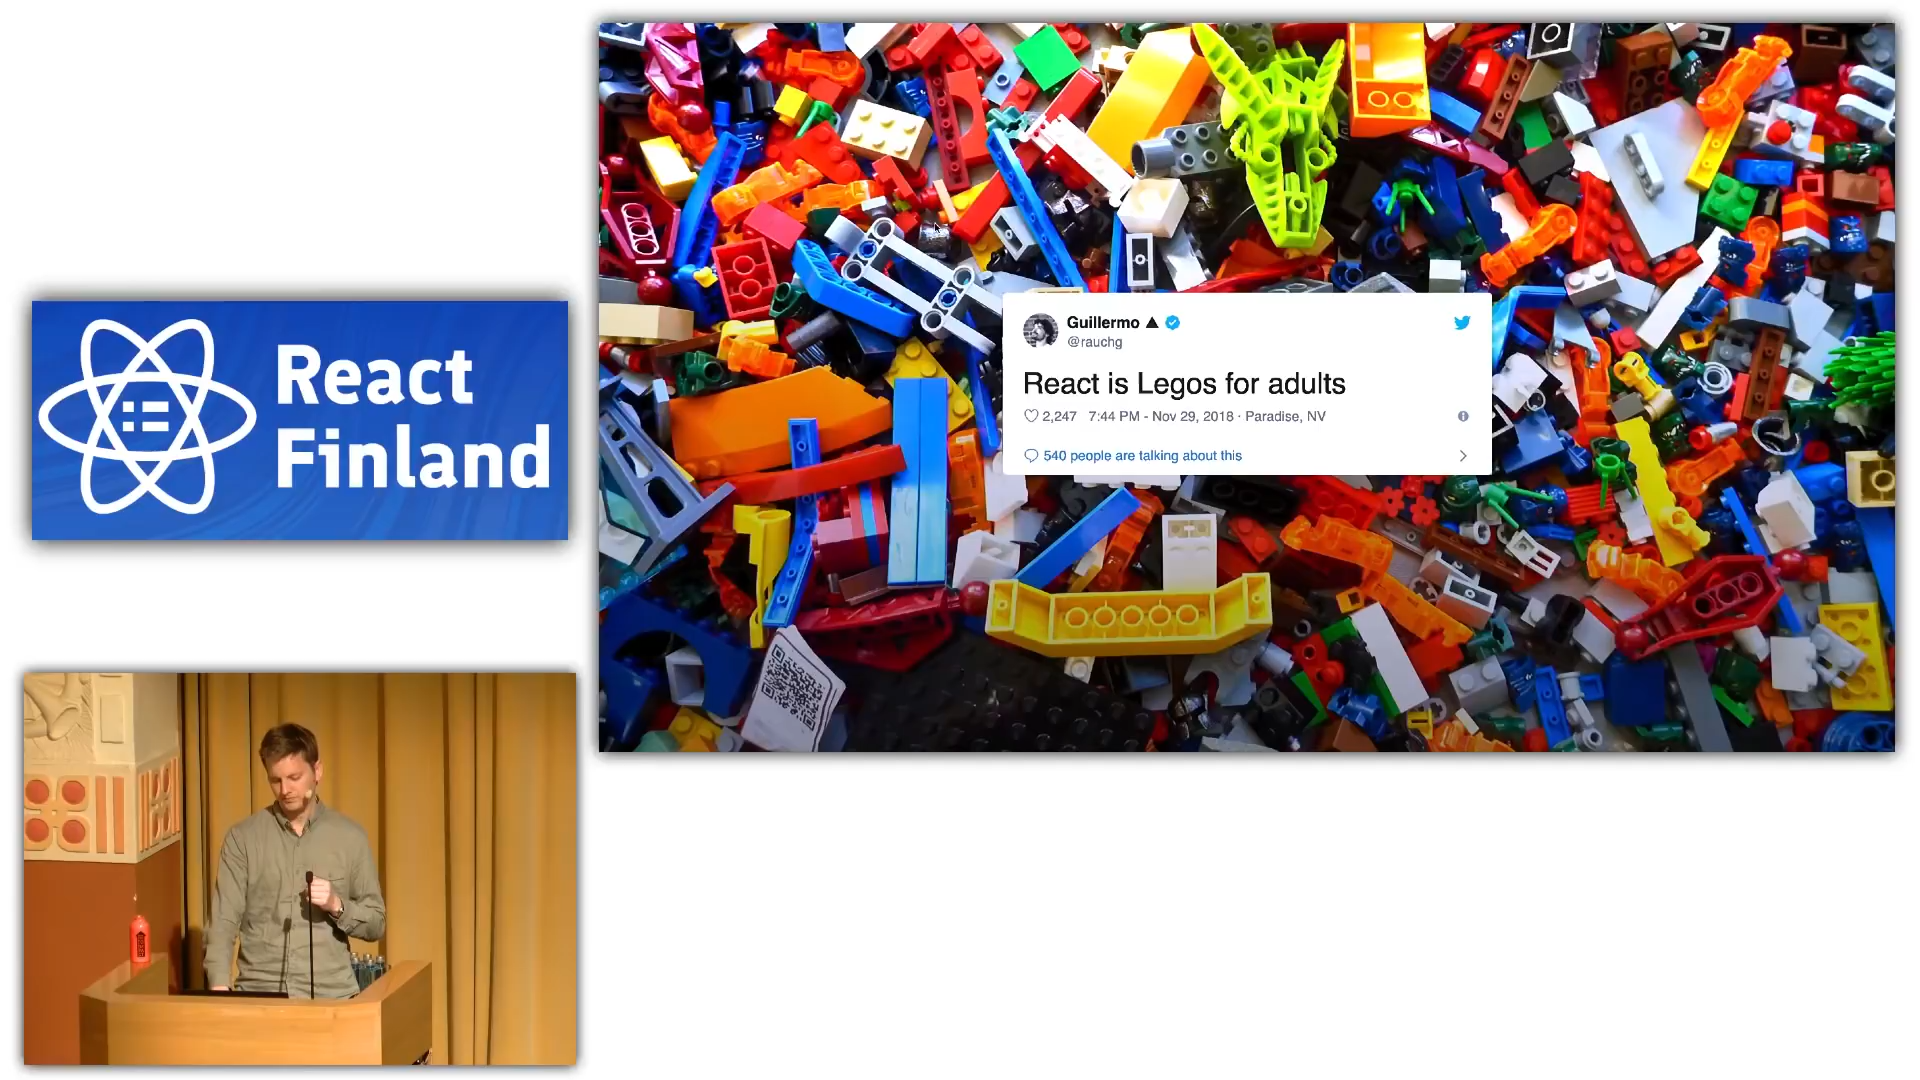 React
Finland
Guillermo ▲
@rauchg
React is Legos for adults
2,247 7:44 PM - Nov 29, 2018 · Paradise, NV
540 people are talking about this